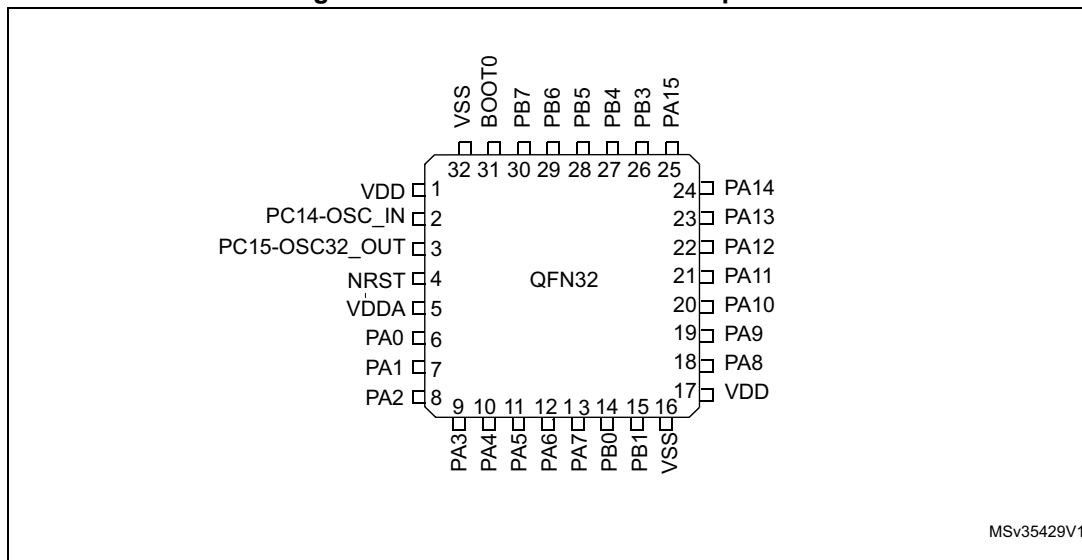 VSS
BOOT0
PB7
PB6
PB5
PB4
PB3
PA15
32 31 30 29 28 27 26 25
VDD 1
PC14-OSC_IN 2
PC15-OSC32_OUT 3
NRST 4
VDDA 5
PA0 6
PA1 7
PA2 8
QFN32
24 PA14
23 PA13
22 PA12
21 PA11
20 PA10
19 PA9
18 PA8
17 VDD
9 10 11 12 13 14 15 16
PA3
PA4
PA5
PA6
PA7
PB0
PB1
VSS
MSv35429V1